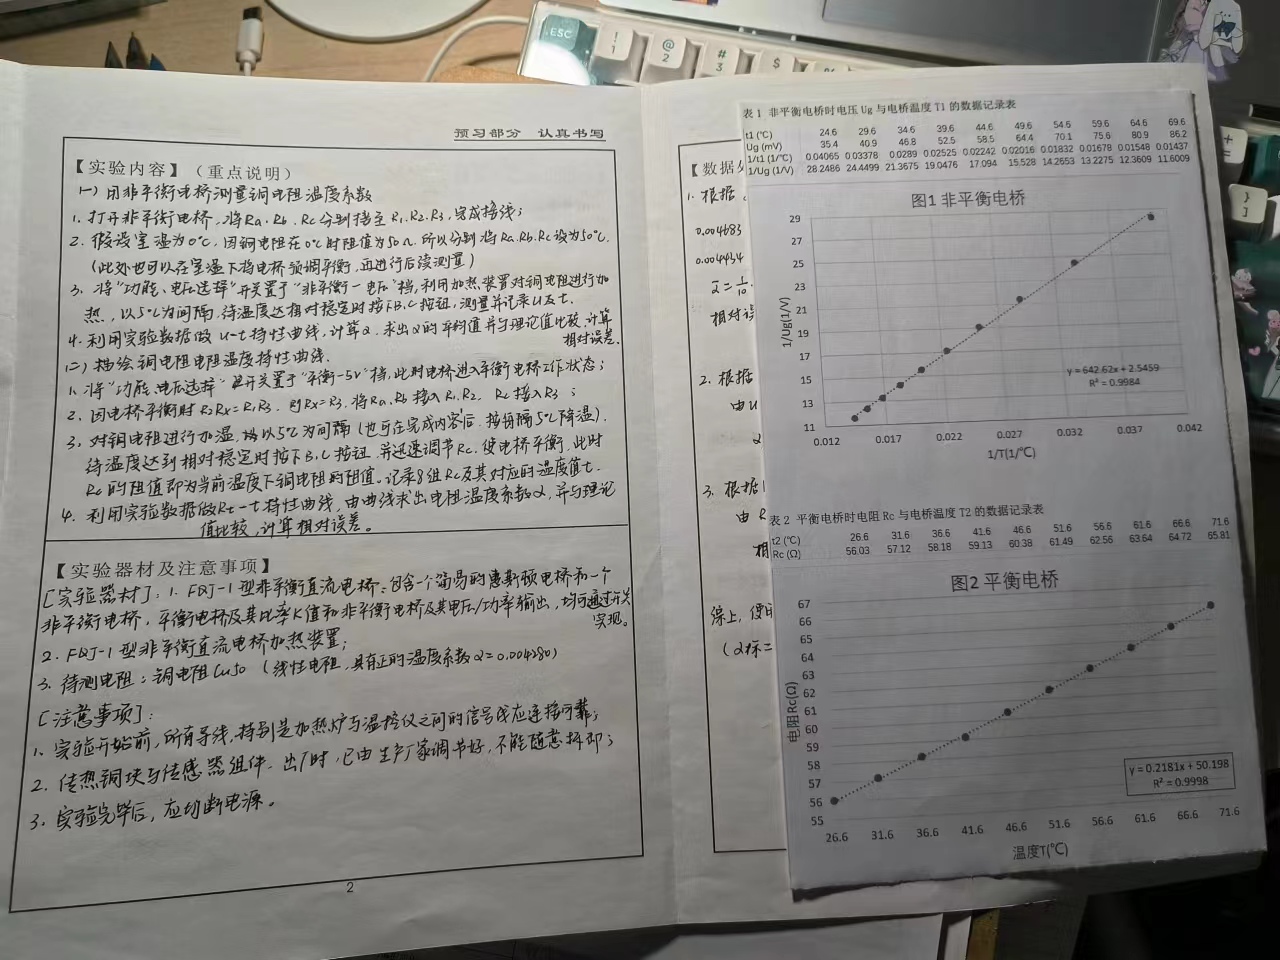 预习部分 认真书写
【实验内容】(重点说明)
(一)用非平衡电桥测量铜电阻温度系数
1. 打开非平衡电桥,将Ra、Rb、Rc分别接至R1、R2、R3,完成接线;
2. 假设室温为0℃,因铜电阻在0℃时阻值为50Ω,所以分别将Ra、Rb、Rc设为50℃.
(此处也可以在室温下将电桥预调平衡,再进行后续测量)
3. 将“功能、电压选择”开关置于“非平衡—电压”档,利用加热装置对铜电阻进行加
热,以5℃为间隔,待温度达相对稳定时按下B、C按钮,测量并记录U及t.
4. 利用实验数据做U-t特性曲线,计算α.求出α的平均值并与理论值比较,计算
相对误差.
(二)描绘铜电阻电阻温度特性曲线.
1. 将“功能、电压选择”开关置于“平衡-5V”档,此时电桥进入平衡电桥工作状态;
2. 因电桥平衡时R2Rx=R1R3,则Rx=R3.将Ra、Rb接入R1、R2,Rc接入R3;
3. 对铜电阻进行加温,以5℃为间隔(也可在完成内容一后,按每隔5℃降温).
待温度达到相对稳定时按下B、C按钮,并迅速调节Rc,使电桥平衡,此时
Rc的阻值即为当前温度下铜电阻的阻值。记录8组Rc及其对应的温度值t.
4. 利用实验数据做Rt-t特性曲线,由曲线求出电阻温度系数α,并与理论
值比较,计算相对误差。
【实验器材及注意事项】
[实验器材]:1. FQJ-1型非平衡直流电桥:包含一个简易的惠斯顿电桥和一个
非平衡电桥,平衡电桥及其比率K值和非平衡电桥及其电压/功率输出,均可通过开关
实现。
2. FQJ-1型非平衡直流电桥加热装置;
3. 待测电阻:铜电阻Cu50 (线性电阻,具有正的温度系数α=0.004280)
[注意事项]:
1. 实验开始前,所有导线,特别是加热炉与温控仪之间的信号线应连接可靠;
2. 传热铜块与传感器组件,出厂时,已由生产厂家调节好,不能随意拆卸;
3. 实验完毕后,应切断电源。
2
【数据处
1. 根据
0.004683
0.004434
相对误
2. 根据
由U
α
3. 根据
由R
相
综上,使用
(α标=
表1 非平衡电桥时电压 Ug 与电桥温度 T1 的数据记录表
t1 (℃) 24.6 29.6 34.6 39.6 44.6 49.6 54.6 59.6 64.6 69.6
Ug (mV) 35.4 40.9 46.8 52.5 58.5 64.4 70.1 75.6 80.9 86.2
1/t1 (1/℃) 0.04065 0.03378 0.0289 0.02525 0.02242 0.02016 0.01832 0.01678 0.01548 0.01437
1/Ug (1/V) 28.2486 24.4499 21.3675 19.0476 17.094 15.528 14.2653 13.2275 12.3609 11.6009
图1 非平衡电桥
29
27
25
23
21
19
17
15
13
11
1/Ug(1/V)
y = 642.62x + 2.5459
R² = 0.9984
0.012 0.017 0.022 0.027 0.032 0.037 0.042
1/T(1/℃)
表2 平衡电桥时电阻 Rc 与电桥温度 T2 的数据记录表
t2 (℃) 26.6 31.6 36.6 41.6 46.6 51.6 56.6 61.6 66.6 71.6
Rc (Ω) 56.03 57.12 58.18 59.13 60.38 61.49 62.56 63.64 64.72 65.81
图2 平衡电桥
67
66
65
64
63
62
61
60
59
58
57
56
55
电阻Rc(Ω)
y = 0.2181x + 50.198
R² = 0.9998
26.6 31.6 36.6 41.6 46.6 51.6 56.6 61.6 66.6 71.6
温度T(℃)